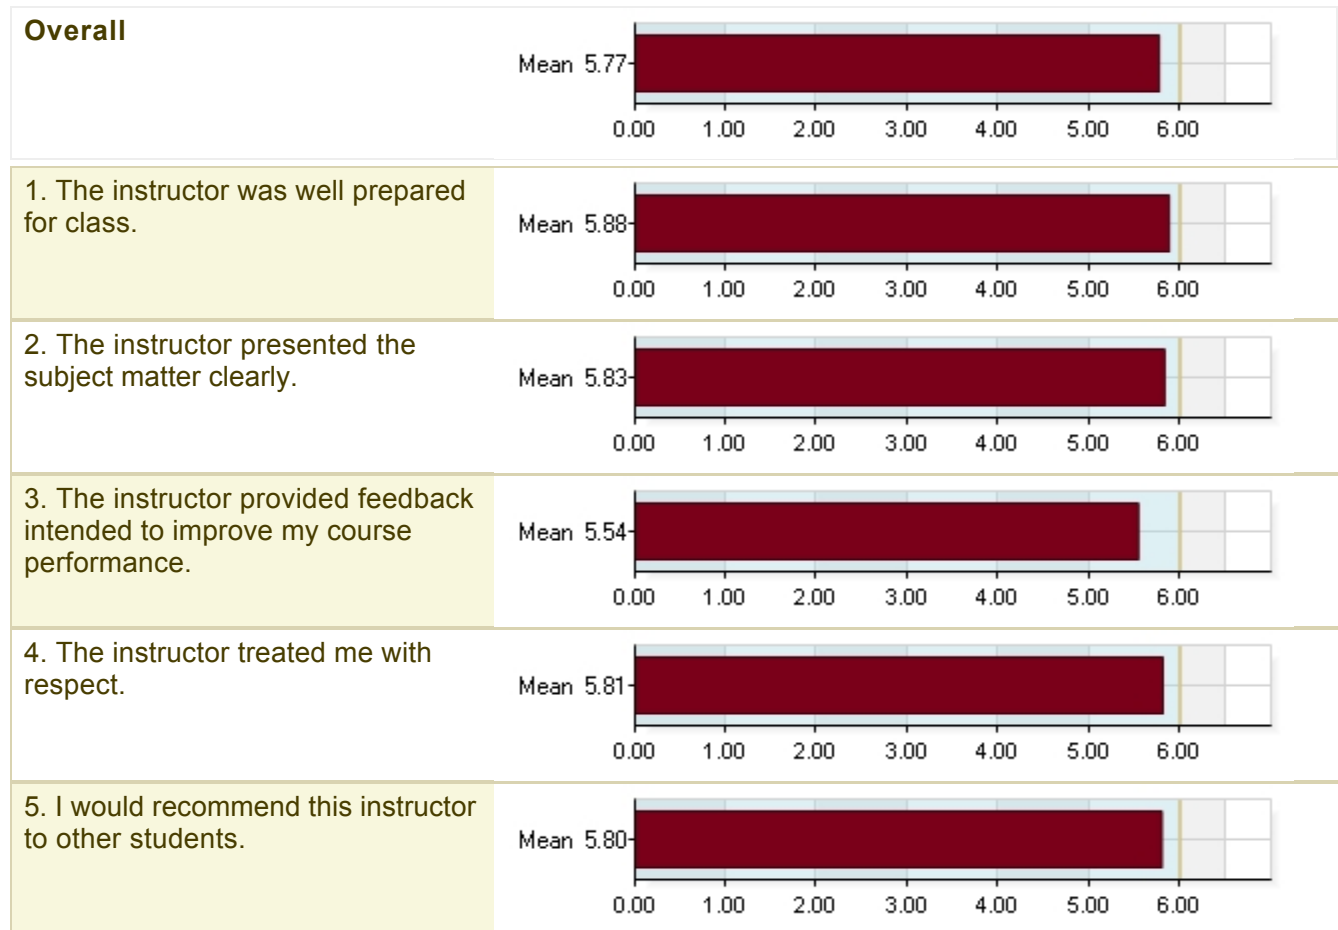 Overall
Mean 5.77
0.00 1.00 2.00 3.00 4.00 5.00 6.00
1. The instructor was well prepared
for class.
Mean 5.88
0.00 1.00 2.00 3.00 4.00 5.00 6.00
2. The instructor presented the
subject matter clearly.
Mean 5.83
0.00 1.00 2.00 3.00 4.00 5.00 6.00
3. The instructor provided feedback
intended to improve my course
performance.
Mean 5.54
0.00 1.00 2.00 3.00 4.00 5.00 6.00
4. The instructor treated me with
respect.
Mean 5.81
0.00 1.00 2.00 3.00 4.00 5.00 6.00
5. I would recommend this instructor
to other students.
Mean 5.80
0.00 1.00 2.00 3.00 4.00 5.00 6.00